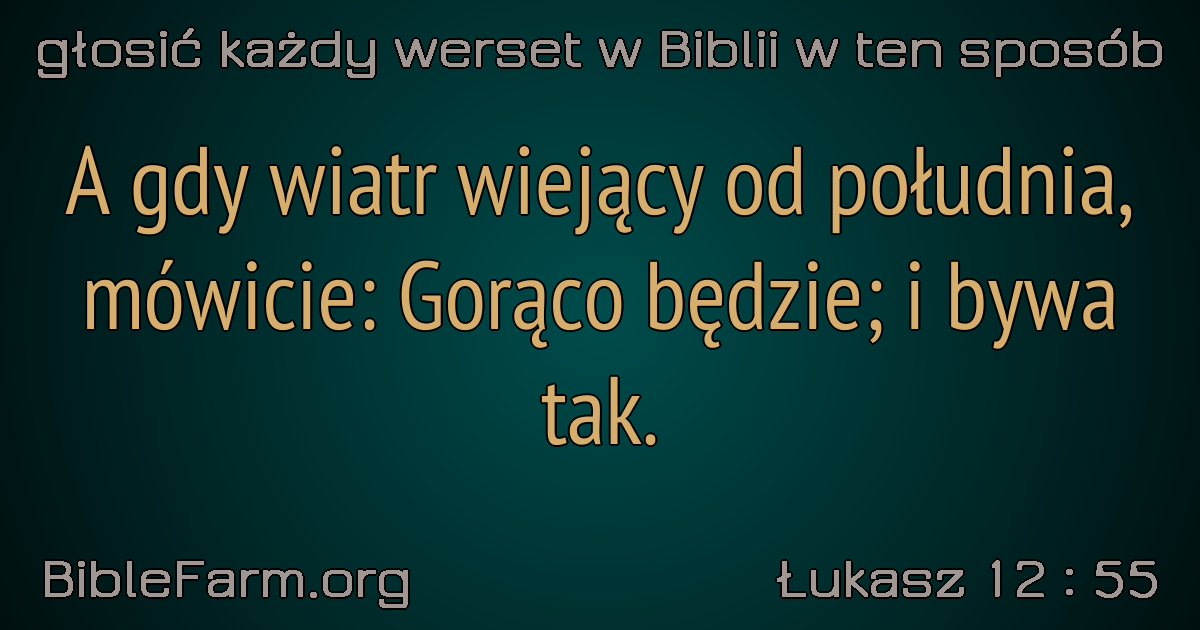 głosić każdy werset w Biblii w ten sposób
A gdy wiatr wiejący od południa,
mówicie: Gorąco będzie; i bywa
tak.
BibleFarm.org
Łukasz 12 : 55